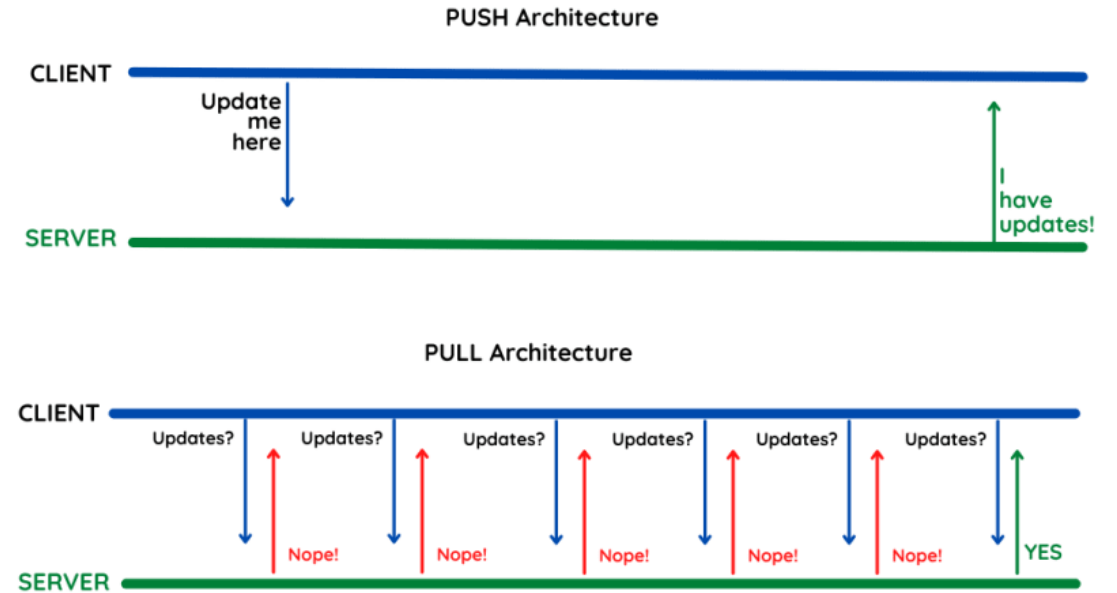 PUSH Architecture
CLIENT
Update
me
here
I
have
updates!
SERVER
PULL Architecture
CLIENT
Updates? Updates? Updates? Updates? Updates? Updates?
Nope! Nope! Nope! Nope! Nope! YES
SERVER